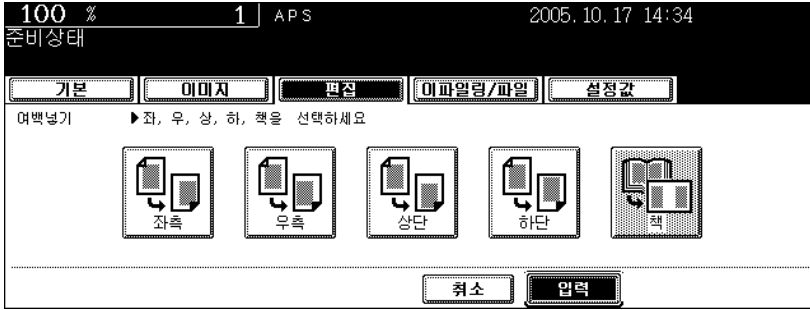 100 % 1 APS 2005.10.17 14:34
준비상태
기본 이미지 편집 이파일링/파일 설정값
여백넣기 ▶좌, 우, 상, 하, 책을 선택하세요
좌측 우측 상단 하단 책
취소 입력